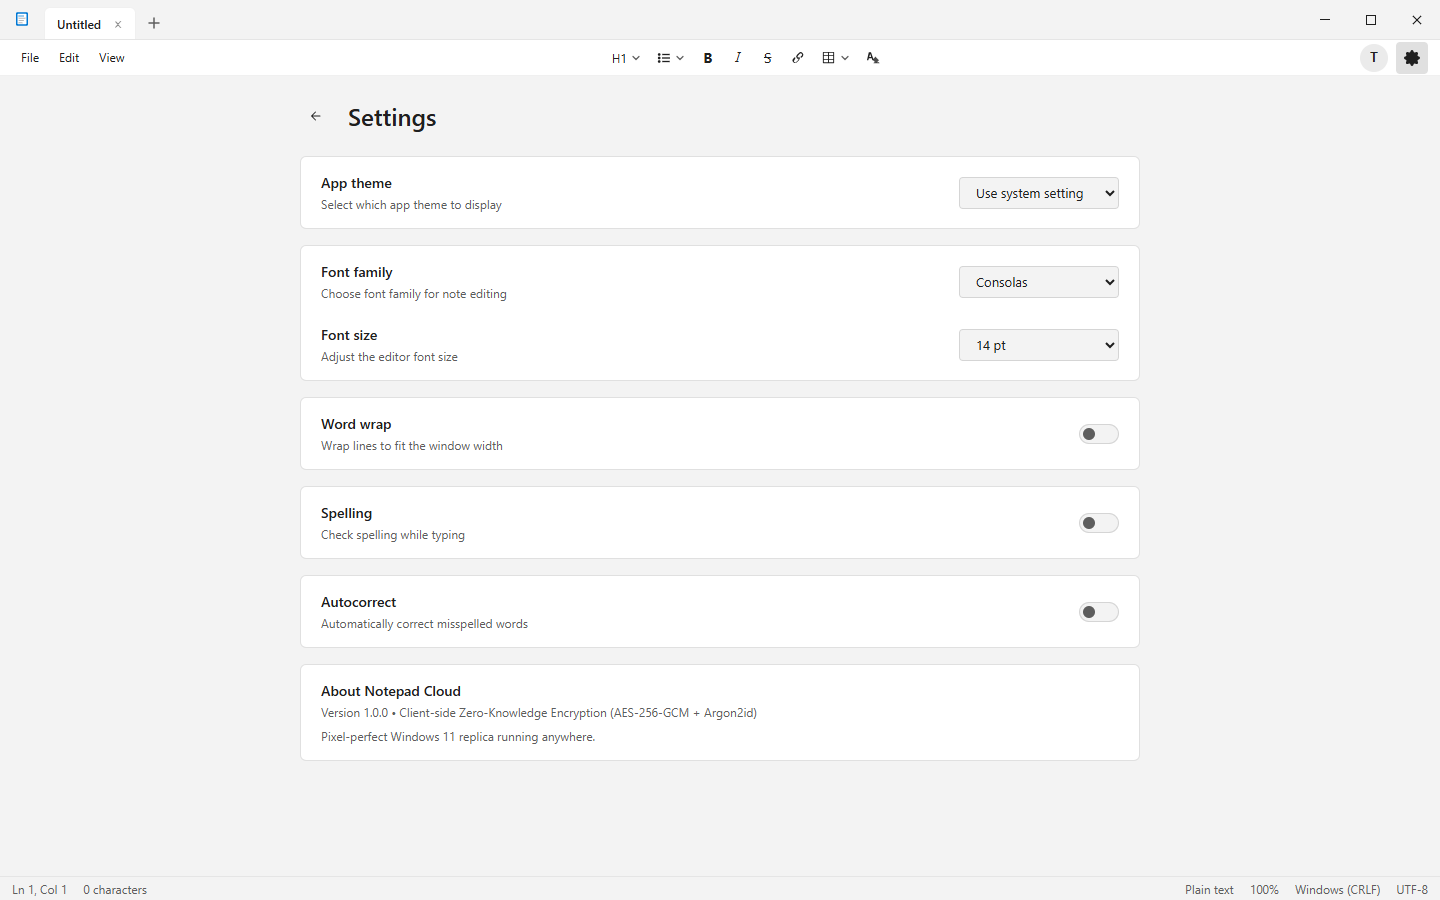 Untitled
File Edit View H1 B I S T
Settings
App theme
Select which app theme to display
Use system setting
Font family
Choose font family for note editing
Consolas
Font size
Adjust the editor font size
14 pt
Word wrap
Wrap lines to fit the window width
Spelling
Check spelling while typing
Autocorrect
Automatically correct misspelled words
About Notepad Cloud
Version 1.0.0 • Client-side Zero-Knowledge Encryption (AES-256-GCM + Argon2id)
Pixel-perfect Windows 11 replica running anywhere.
Ln 1, Col 1 0 characters Plain text 100% Windows (CRLF) UTF-8